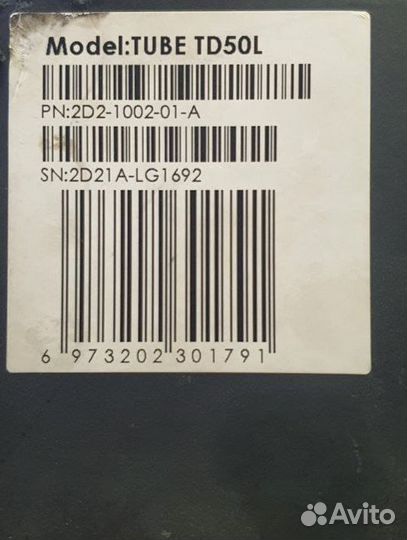 Model:TUBE TD50L
PN:2D2-1002-01-A
SN:2D21A-LG1692
6 973202 301791
Avito